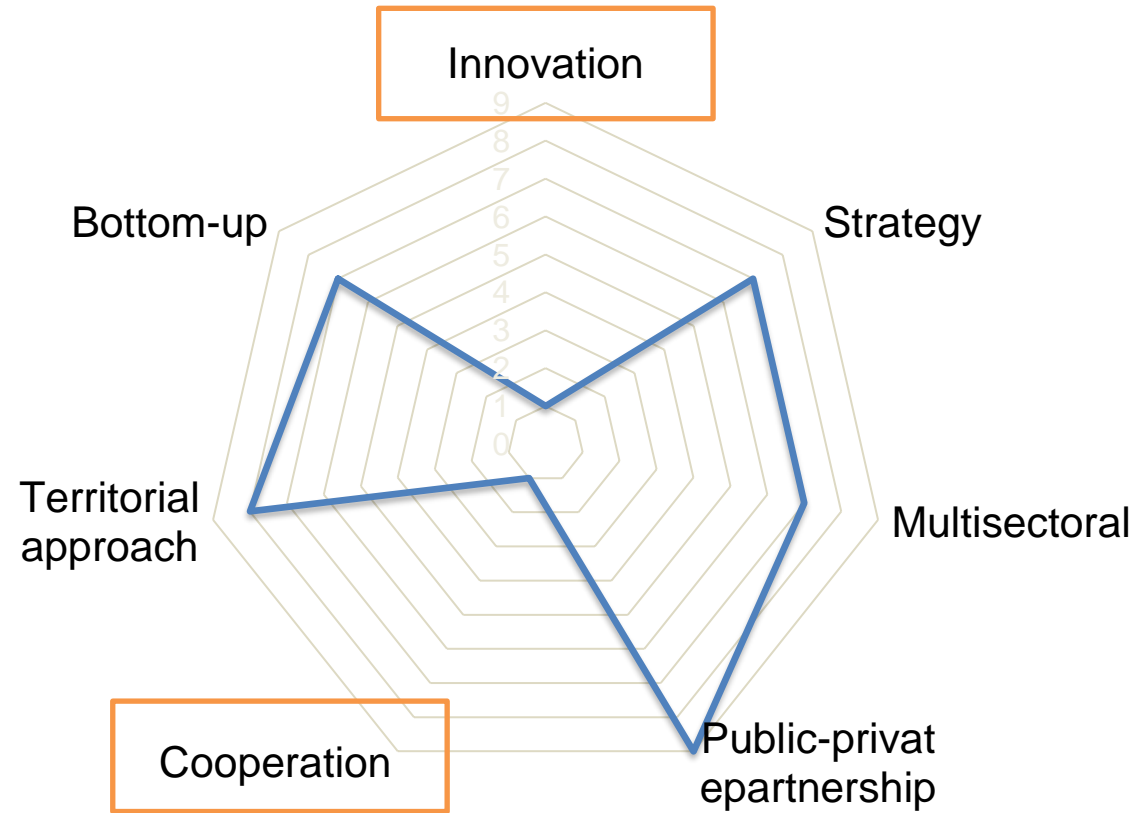 Innovation
9
8
7
6
5
4
3
2
1
0
Bottom-up
Strategy
Territorial
approach
Multisectoral
Cooperation
Public-privat
epartnership